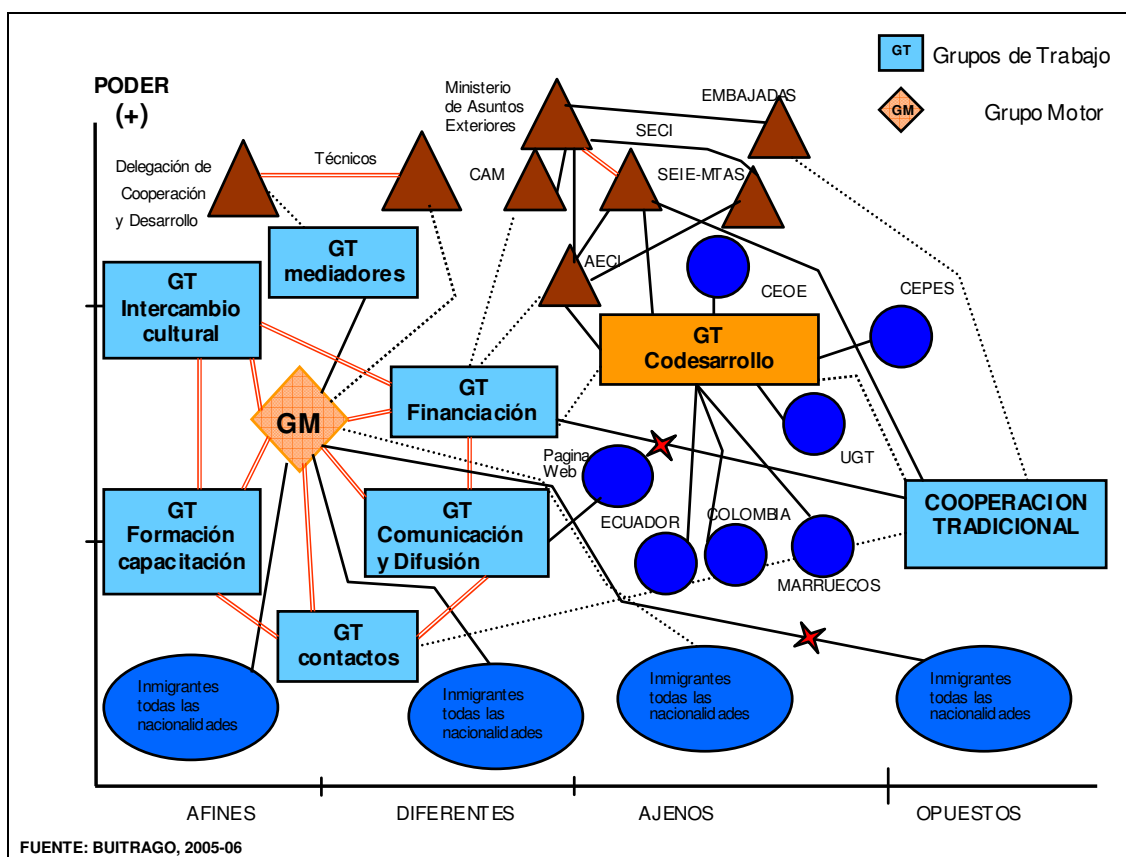 GT
Grupos de Trabajo
GM
Grupo Motor
PODER
(+)
Ministerio
de Asuntos
Exteriores
EMBAJADAS
SECI
Delegación de
Cooperación
y Desarrollo
Técnicos
CAM
SEIE-MTAS
GT
mediadores
AECI
CEOE
CEPES
GT
Intercambio
cultural
GT
Codesarrollo
GT
Financiación
GM
UGT
Pagina
Web
GT
Formación
capacitación
GT
Comunicación
y Difusión
ECUADOR
COLOMBIA
MARRUECOS
COOPERACION
TRADICIONAL
GT
contactos
Inmigrantes
todas las
nacionalidades
Inmigrantes
todas las
nacionalidades
Inmigrantes
todas las
nacionalidades
Inmigrantes
todas las
nacionalidades
AFINES
DIFERENTES
AJENOS
OPUESTOS
FUENTE: BUITRAGO, 2005-06